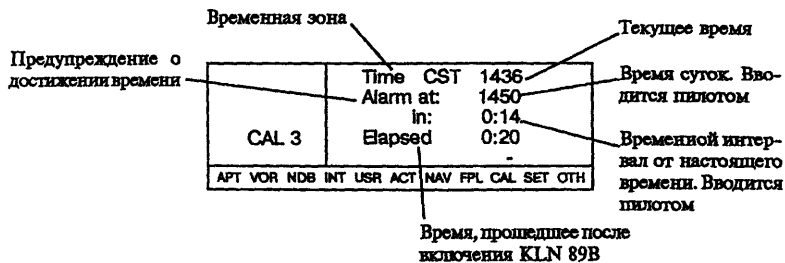 Временная зона
Текущее время
Предупреждение о
достижении времени
Time CST 1436
Alarm at: 1450
in: 0:14
CAL 3
Elapsed 0:20
-
APT VOR NDB INT USR ACT NAV FPL CAL SET OTH
Время суток. Вво-
дится пилотом
Временной интер-
вал от настоящего
времени. Вводится
пилотом
Время, прошедшее после
включения KLN 89B